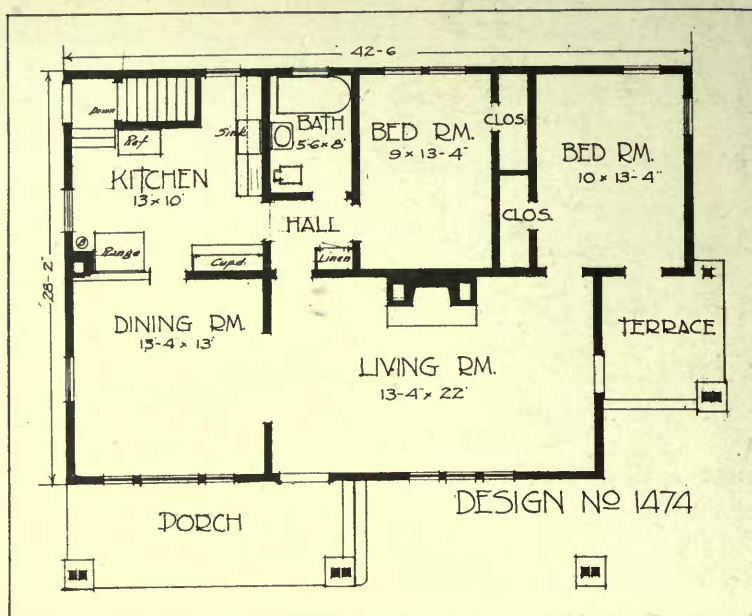 42-6
Down
Ref
Sink
BATH
5'6 x 8'
BED RM.
9 x 13-4"
CLOS.
BED RM.
10 x 13-4"
KITCHEN
13 x 10'
CLOS.
HALL
Linen
Range
Cupd.
28-2"
DINING RM.
13-4 x 13'
TERRACE
LIVING RM.
13-4" x 22'
DESIGN No 1474
PORCH